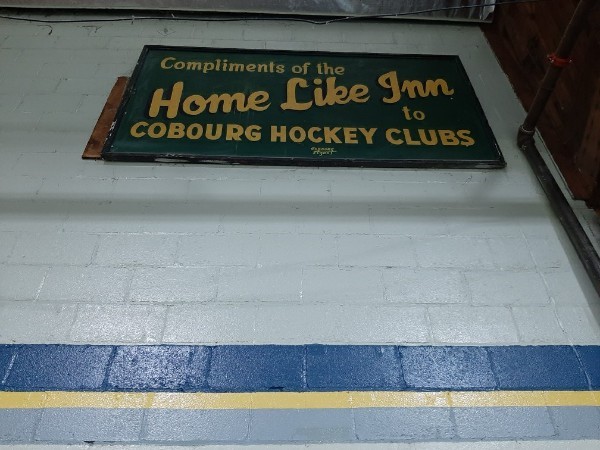 Compliments of the
Home Like Inn
to
COBOURG HOCKEY CLUBS